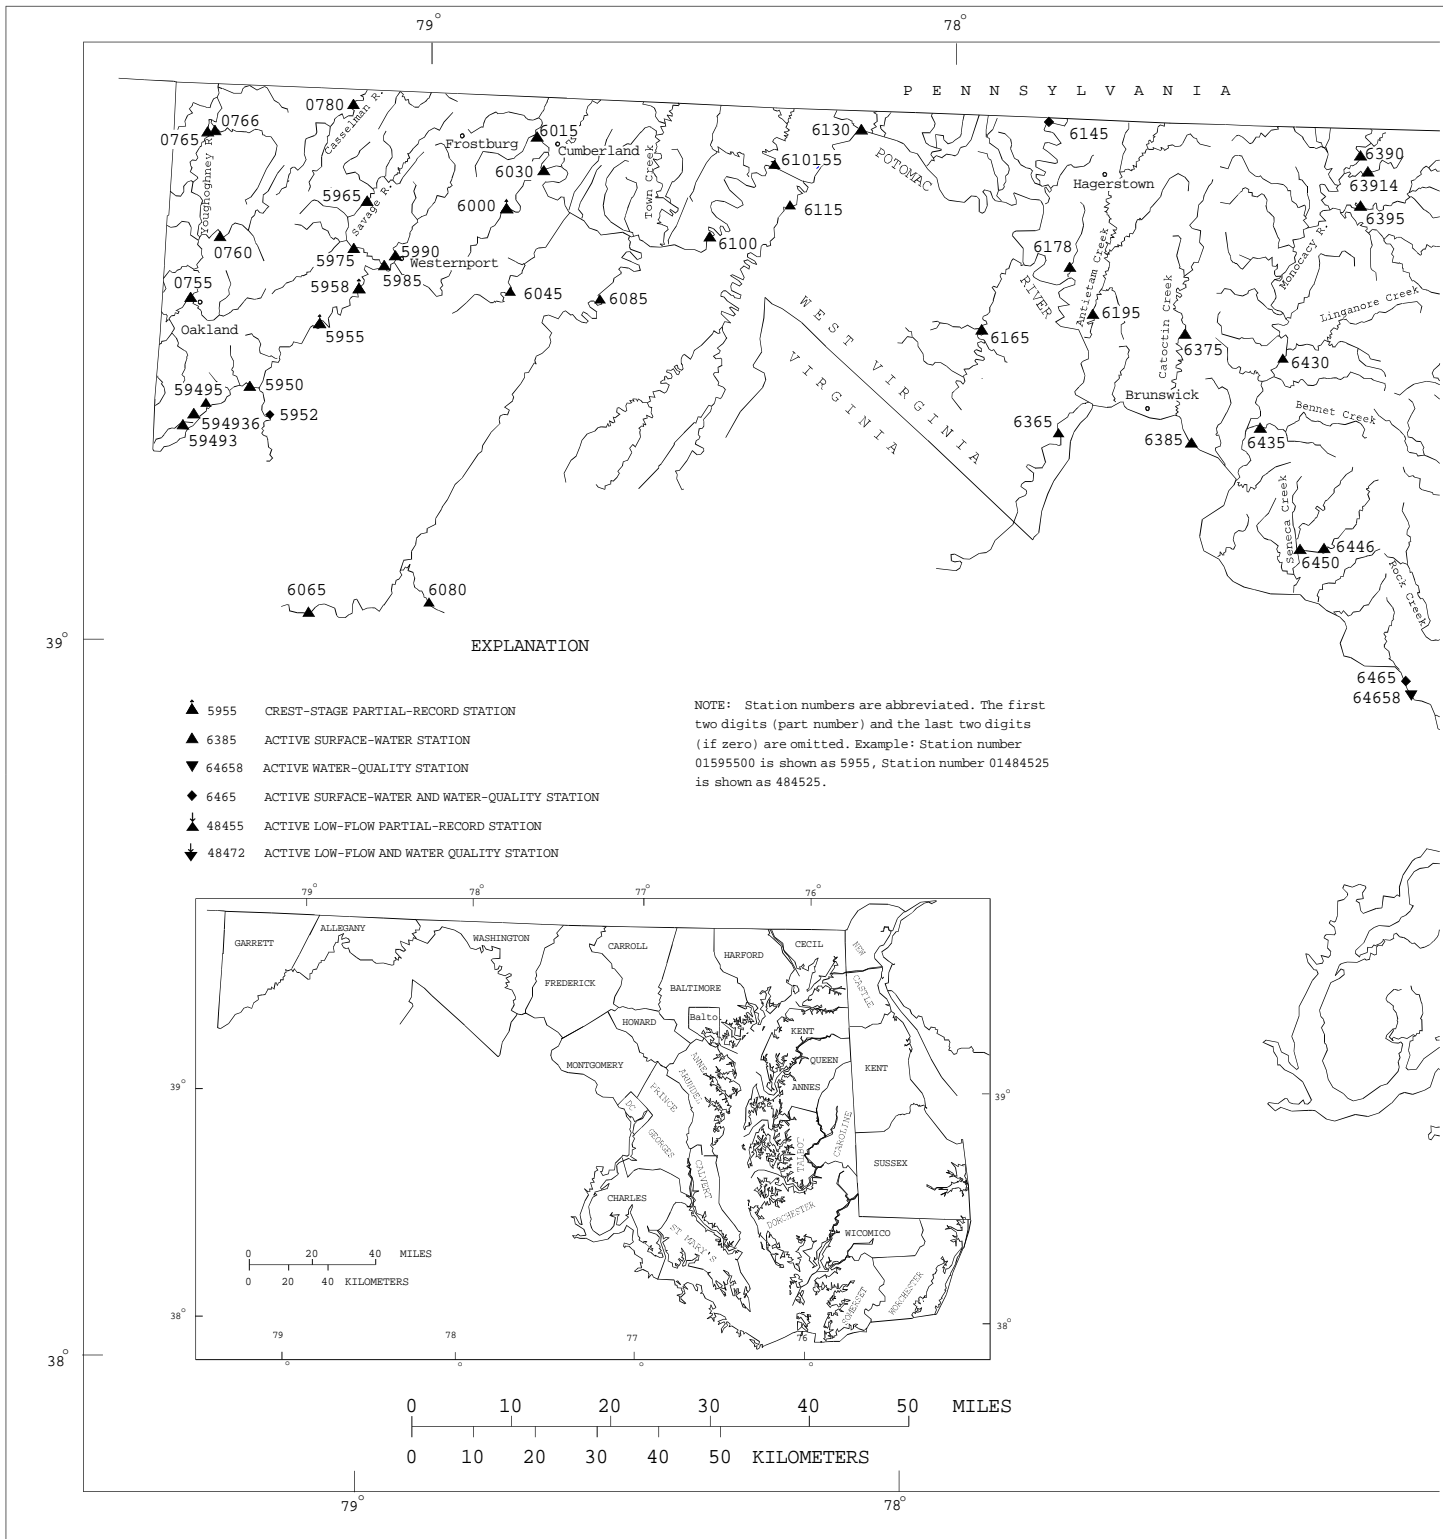 79°
78°
P E N N S Y L V A N I A
0780
0766
0765
Casselman R.
Frostburg
6015
Cumberland
6130
6145
6390
610155
POTOMAC
63914
Hagerstown
6030
Youghoghney R.
5965
Savage R.
6000
Town Creek
6115
6395
0760
5975
5990
Westernport
5985
6100
6178
Antietam Creek
Monocacy R.
0755
Oakland
5958
6045
6085
RIVER
Linganore Creek
5955
WEST VIRGINIA
VIRGINIA
6165
6195
Catoctin Creek
6375
6430
59495
5950
594936
5952
59493
Brunswick
Bennet Creek
6365
6385
6435
Seneca Creek
6446
6450
Rock Creek
6065
6080
39°
EXPLANATION
6465
64658
5955 CREST-STAGE PARTIAL-RECORD STATION
6385 ACTIVE SURFACE-WATER STATION
64658 ACTIVE WATER-QUALITY STATION
6465 ACTIVE SURFACE-WATER AND WATER-QUALITY STATION
48455 ACTIVE LOW-FLOW PARTIAL-RECORD STATION
48472 ACTIVE LOW-FLOW AND WATER QUALITY STATION
NOTE: Station numbers are abbreviated. The first
two digits (part number) and the last two digits
(if zero) are omitted. Example: Station number
01595500 is shown as 5955, Station number 01484525
is shown as 484525.
79° 78° 77° 76°
GARRETT
ALLEGANY
WASHINGTON
FREDERICK
CARROLL
BALTIMORE
HARFORD
CECIL
NEW
CASTLE
HOWARD
Balto
KENT
MONTGOMERY
ANNE
ARUNDEL
QUEEN
ANNES
KENT
39°
39°
DC
PRINCE
GEORGES
TALBOT
CAROLINE
SUSSEX
CHARLES
CALVERT
DORCHESTER
ST MARY'S
WICOMICO
SOMERSET
WORCHESTER
0 20 40 MILES
0 20 40 KILOMETERS
38°
38°
79° 78° 77° 76°
38°
0 10 20 30 40 50 MILES
0 10 20 30 40 50 KILOMETERS
79°
78°